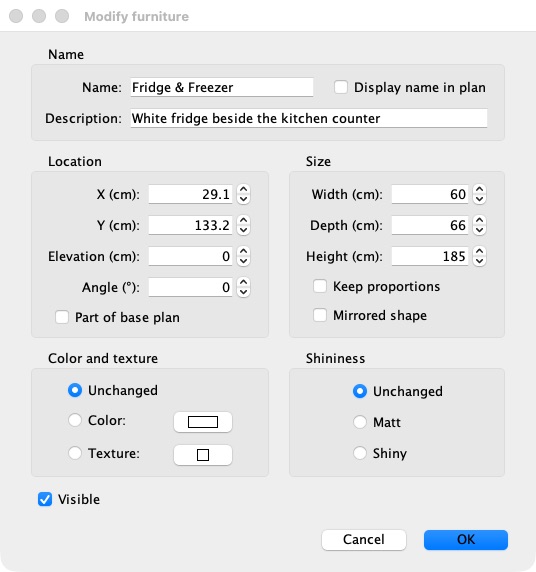 Modify furniture
Name
Name: Fridge & Freezer Display name in plan
Description: White fridge beside the kitchen counter
Location
X (cm): 29.1
Y (cm): 133.2
Elevation (cm): 0
Angle (°): 0
Part of base plan
Size
Width (cm): 60
Depth (cm): 66
Height (cm): 185
Keep proportions
Mirrored shape
Color and texture
Unchanged
Color:
Texture:
Shininess
Unchanged
Matt
Shiny
Visible
Cancel OK